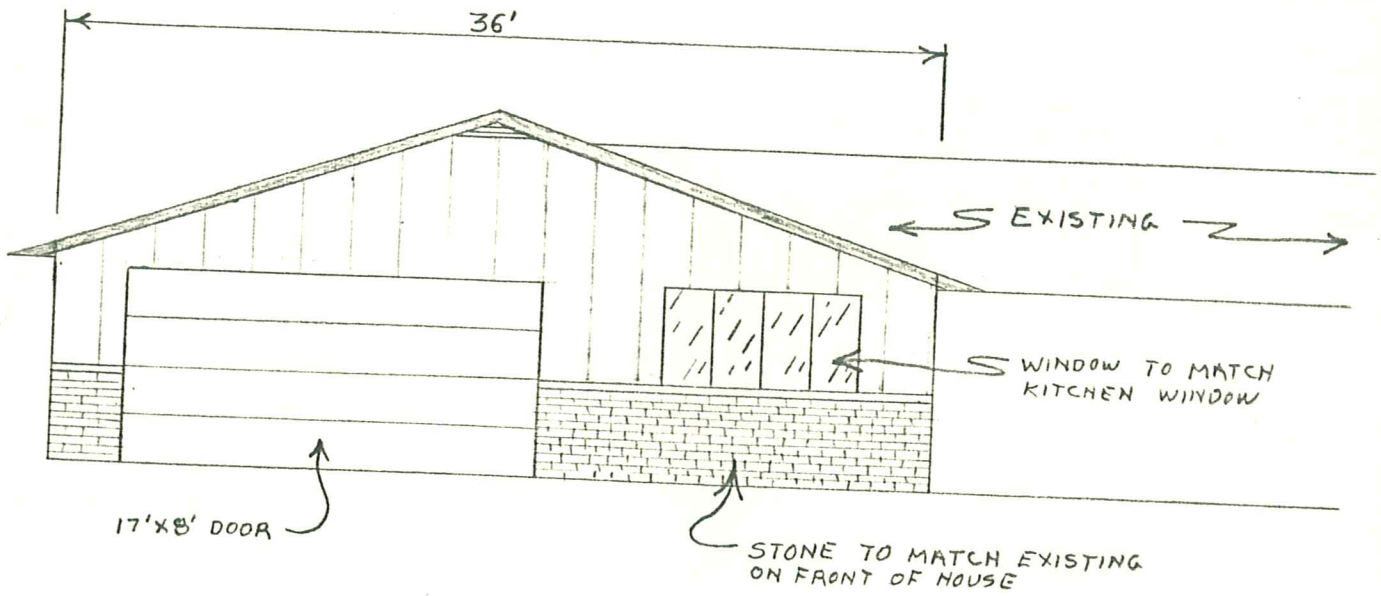 36'
EXISTING
WINDOW TO MATCH
KITCHEN WINDOW
17'X8' DOOR
STONE TO MATCH EXISTING
ON FRONT OF HOUSE